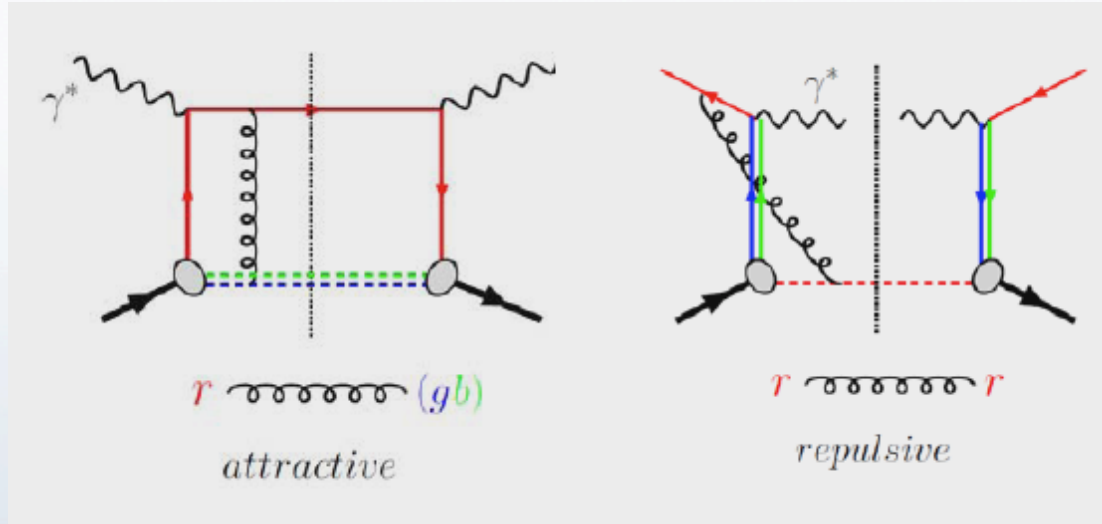 γ* γ*
r (gb) r r
attractive repulsive